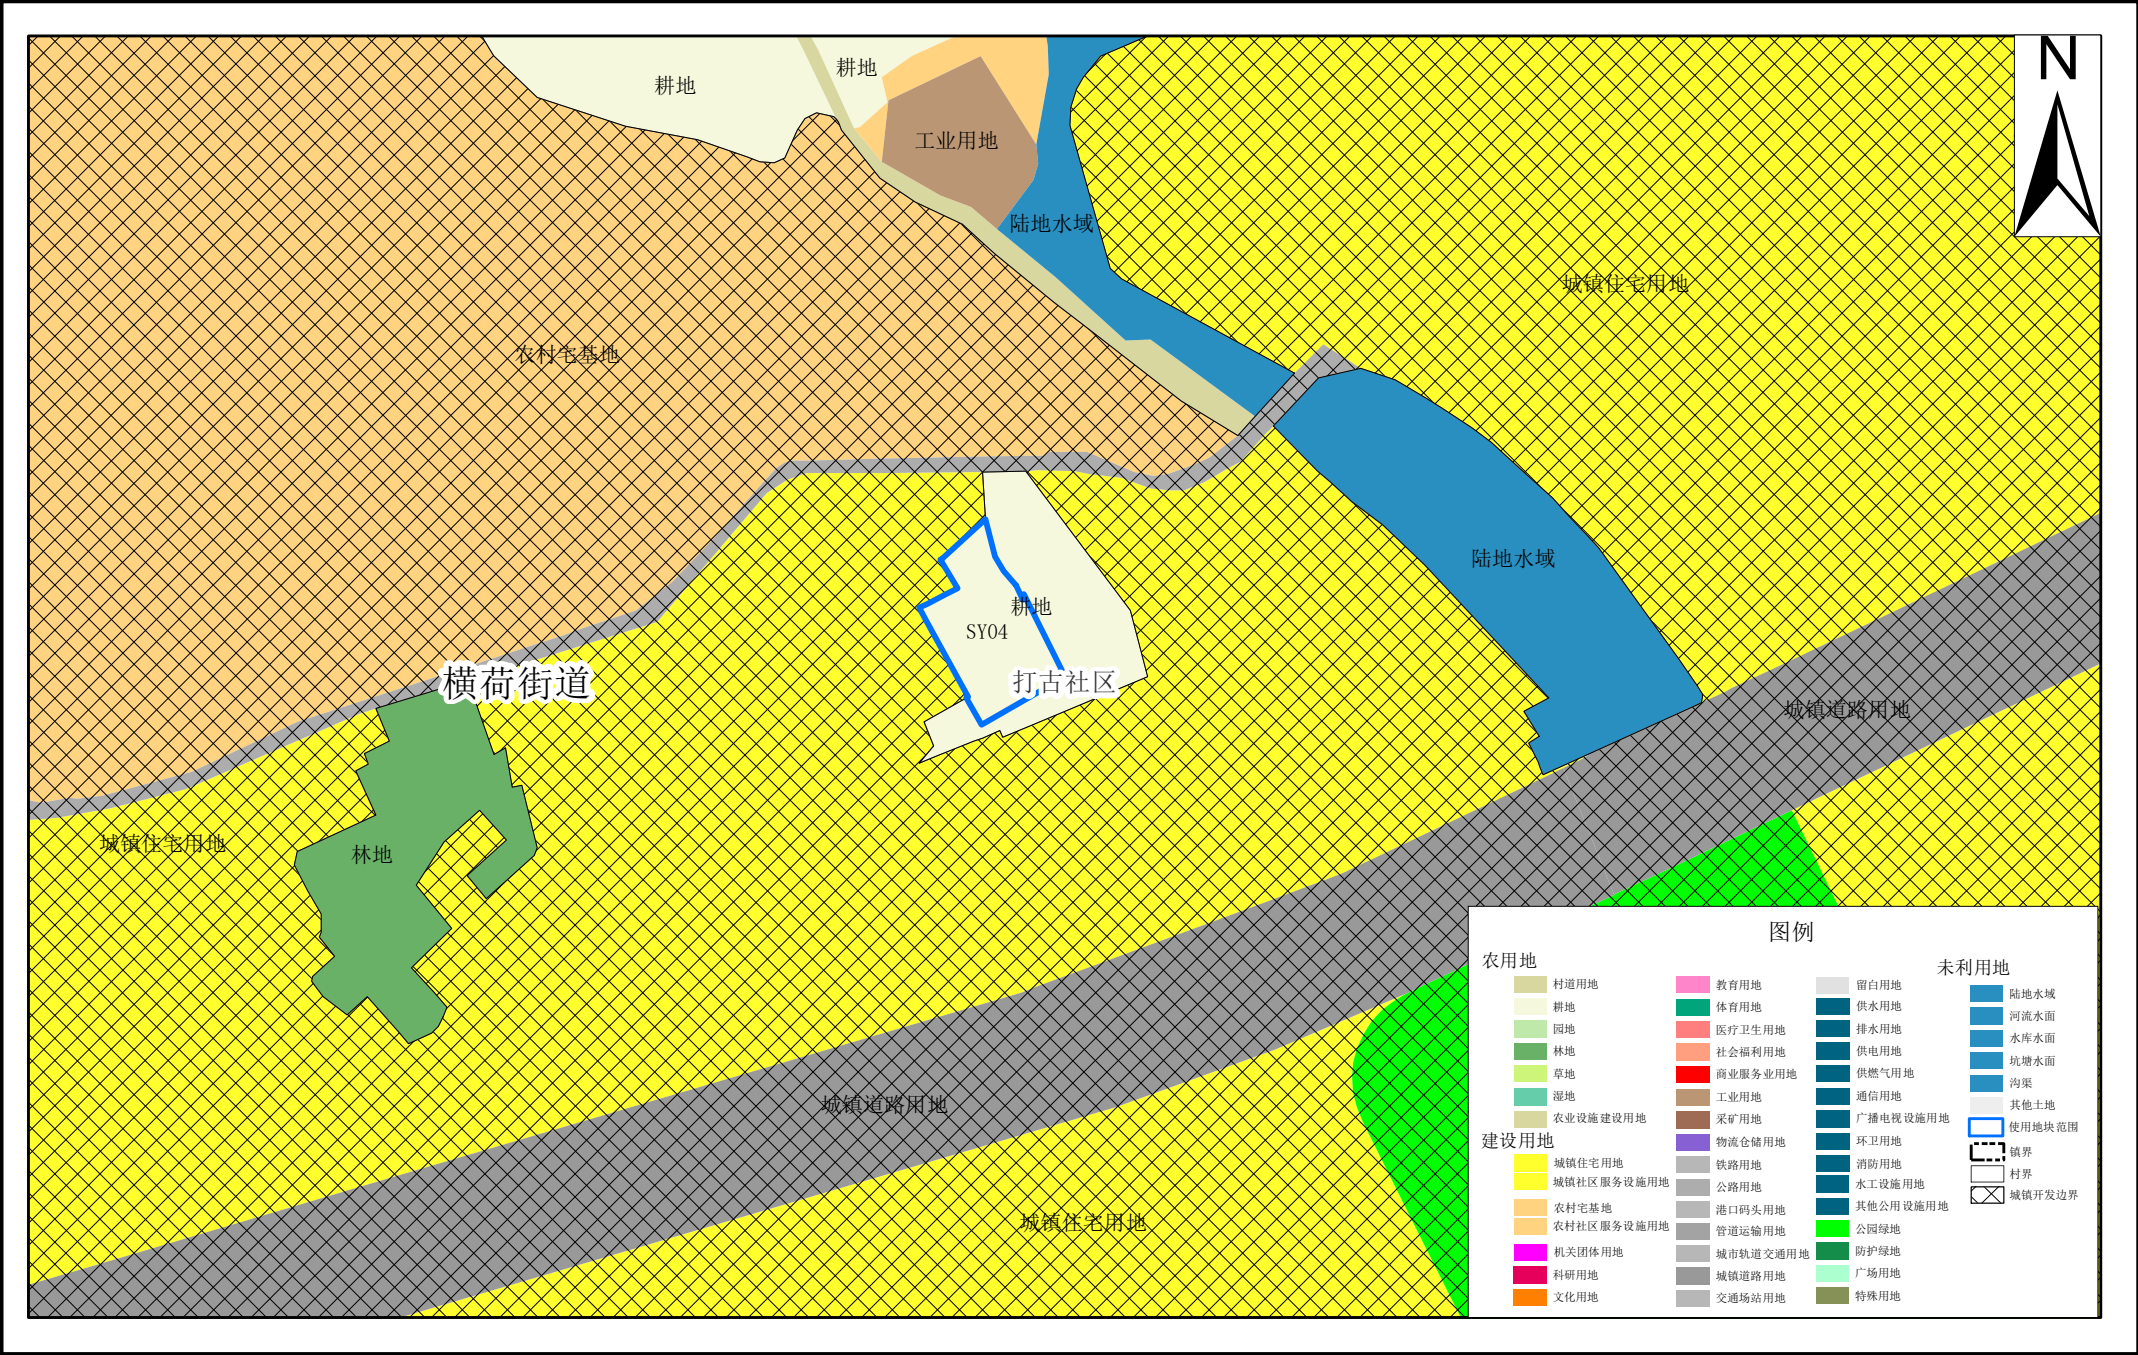 N
耕地
耕地
工业用地
陆地水域
城镇住宅用地
农村宅基地
陆地水域
耕地
SY04
打古社区
横荷街道
城镇道路用地
城镇住宅用地
林地
城镇道路用地
城镇住宅用地
图例
农用地
村道用地
耕地
园地
林地
草地
湿地
农业设施建设用地
建设用地
城镇住宅用地
城镇社区服务设施用地
农村宅基地
农村社区服务设施用地
机关团体用地
科研用地
文化用地
教育用地
体育用地
医疗卫生用地
社会福利用地
商业服务业用地
工业用地
采矿用地
物流仓储用地
铁路用地
公路用地
港口码头用地
管道运输用地
城市轨道交通用地
城镇道路用地
交通场站用地
留白用地
供水用地
排水用地
供电用地
供燃气用地
通信用地
广播电视设施用地
环卫用地
消防用地
水工设施用地
其他公用设施用地
公园绿地
防护绿地
广场用地
特殊用地
未利用地
陆地水域
河流水面
水库水面
坑塘水面
沟渠
其他土地
使用地块范围
镇界
村界
城镇开发边界